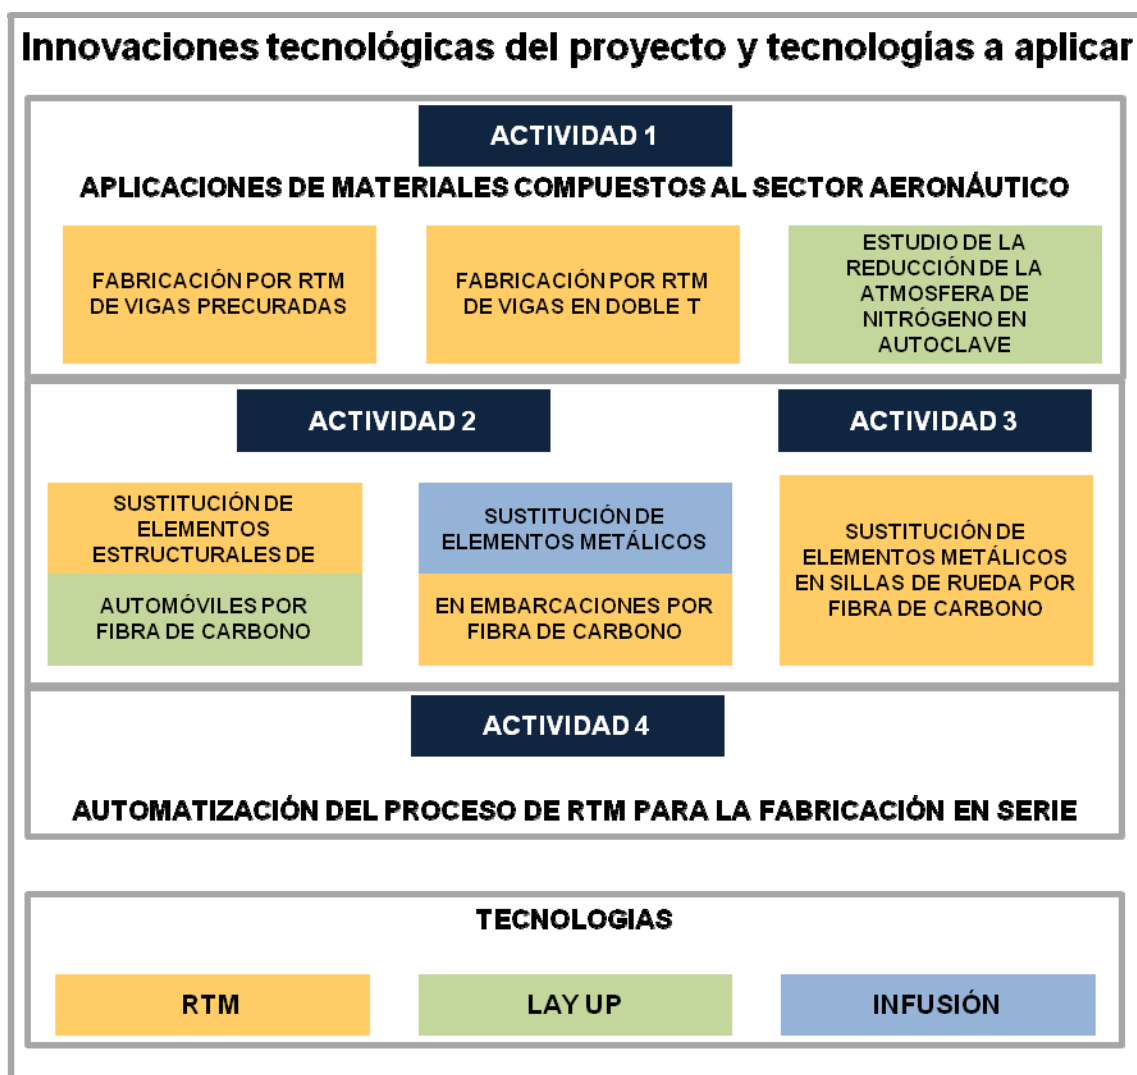 Innovaciones tecnológicas del proyecto y tecnologías a aplicar
ACTIVIDAD 1
APLICACIONES DE MATERIALES COMPUESTOS AL SECTOR AERONÁUTICO
FABRICACIÓN POR RTM
DE VIGAS PRECURADAS
FABRICACIÓN POR RTM
DE VIGAS EN DOBLE T
ESTUDIO DE LA
REDUCCIÓN DE LA
ATMOSFERA DE
NITRÓGENO EN
AUTOCLAVE
ACTIVIDAD 2
SUSTITUCIÓN DE
ELEMENTOS
ESTRUCTURALES DE
AUTOMÓVILES POR
FIBRA DE CARBONO
SUSTITUCIÓN DE
ELEMENTOS METÁLICOS
EN EMBARCACIONES POR
FIBRA DE CARBONO
ACTIVIDAD 3
SUSTITUCIÓN DE
ELEMENTOS METÁLICOS
EN SILLAS DE RUEDA POR
FIBRA DE CARBONO
ACTIVIDAD 4
AUTOMATIZACIÓN DEL PROCESO DE RTM PARA LA FABRICACIÓN EN SERIE
TECNOLOGIAS
RTM
LAY UP
INFUSIÓN